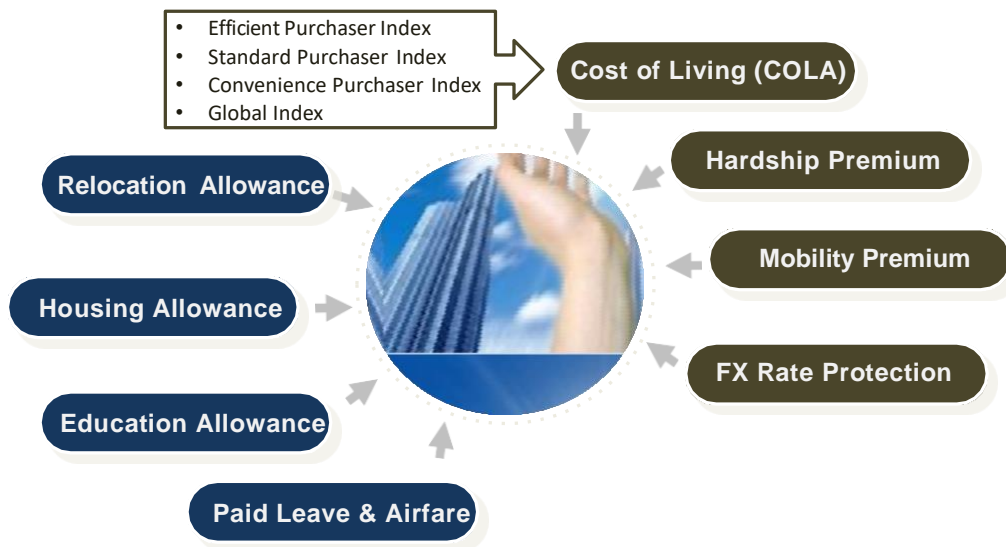 • Efficient Purchaser Index
• Standard Purchaser Index
• Convenience Purchaser Index
• Global Index
Cost of Living (COLA)
Hardship Premium
Mobility Premium
FX Rate Protection
Relocation Allowance
Housing Allowance
Education Allowance
Paid Leave & Airfare